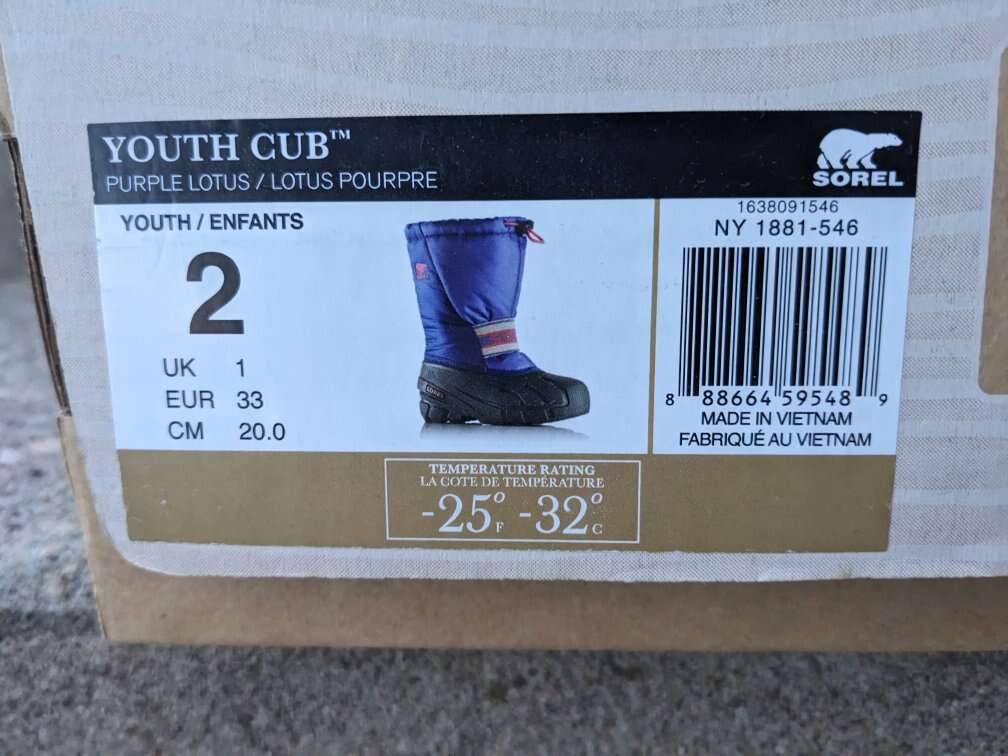 YOUTH CUB™
PURPLE LOTUS / LOTUS POURPRE
SOREL
YOUTH / ENFANTS
2
UK 1
EUR 33
CM 20.0
SOREL
1638091546
NY 1881-546
8 88664 59548 9
MADE IN VIETNAM
FABRIQUÉ AU VIETNAM
TEMPERATURE RATING
LA COTE DE TEMPÉRATURE
-25°F -32°C